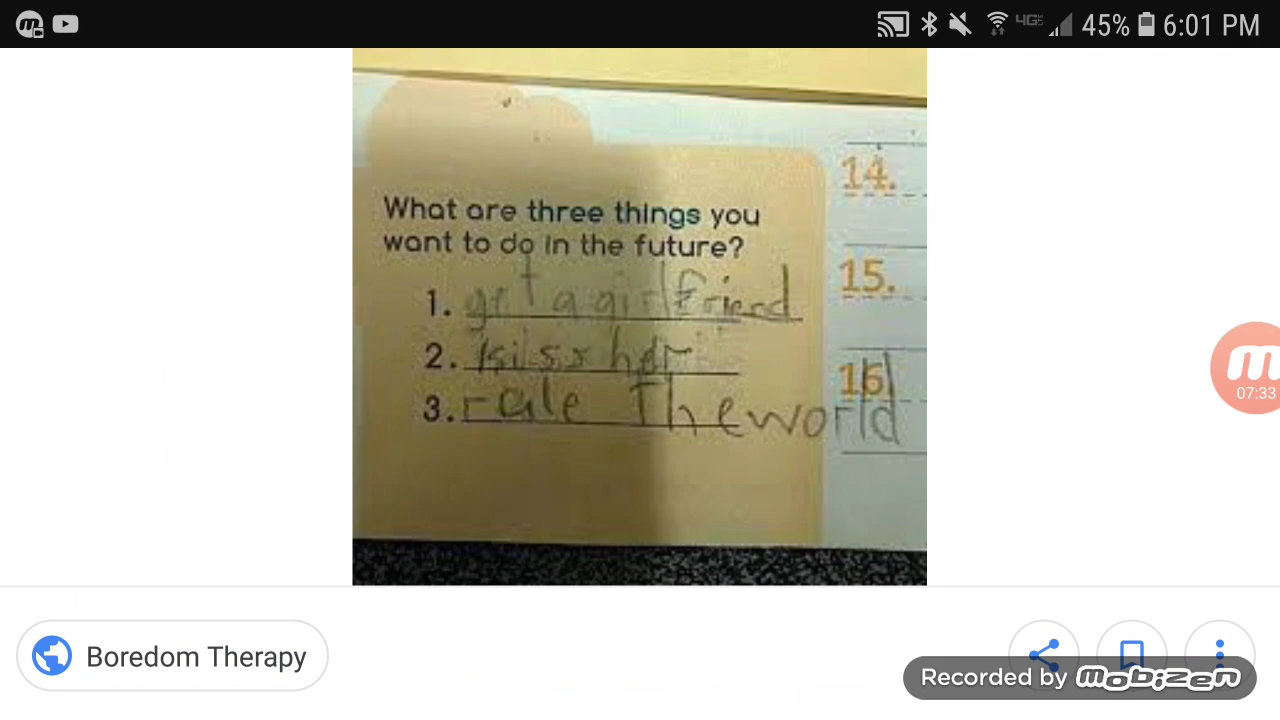 45% 6:01 PM
What are three things you
want to do in the future?
1. get a girlfriend
2. kiss her
3. rule the world
14.
15.
16.
07:33
Boredom Therapy
Recorded by mobizen